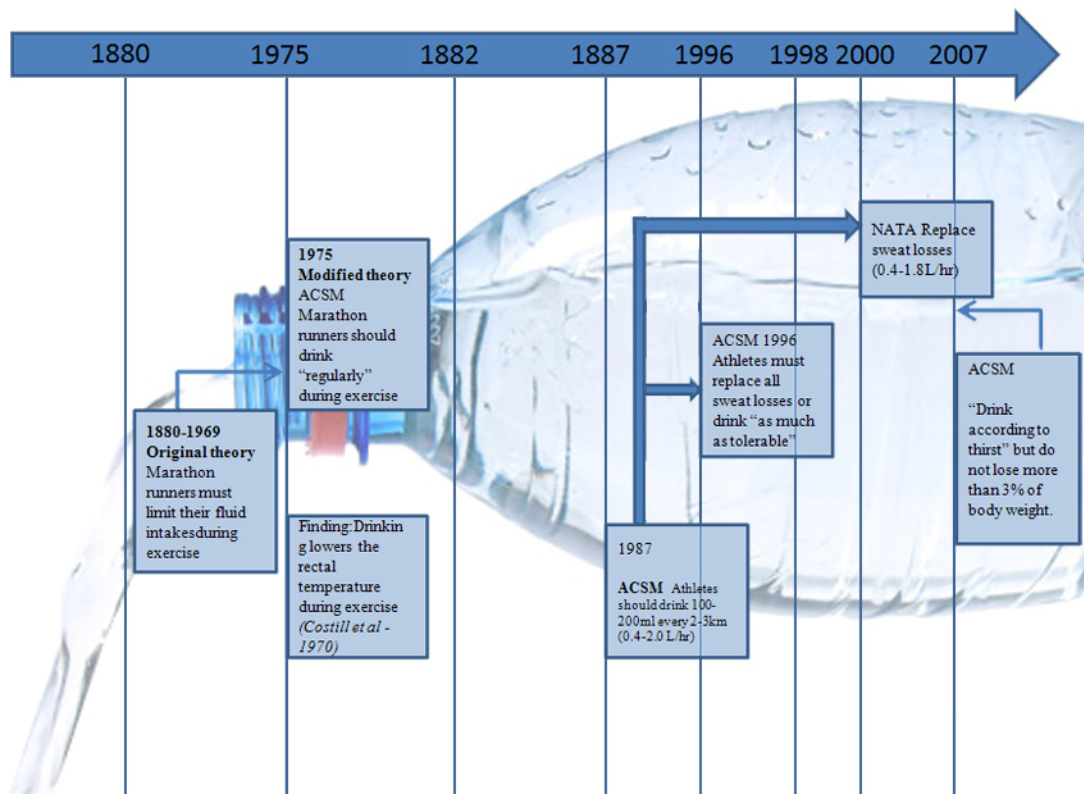 1880 1975 1882 1887 1996 1998 2000 2007
1880-1969
Original theory
Marathon
runners must
limit their fluid
intakesduring
exercise
1975
Modified theory
ACSM
Marathon
runners should
drink
“regularly”
during exercise
Finding: Drinkin
g lowers the
rectal
temperature
during exercise
(Costill et al -
1970)
1987
ACSM Athletes
should drink 100-
200ml every 2-3km
(0.4-2.0 L/hr)
ACSM 1996
Athletes must
replace all
sweat losses or
drink “as much
as tolerable”
NATA Replace
sweat losses
(0.4-1.8L/hr)
ACSM
“Drink
according to
thirst” but do
not lose more
than 3% of
body weight.